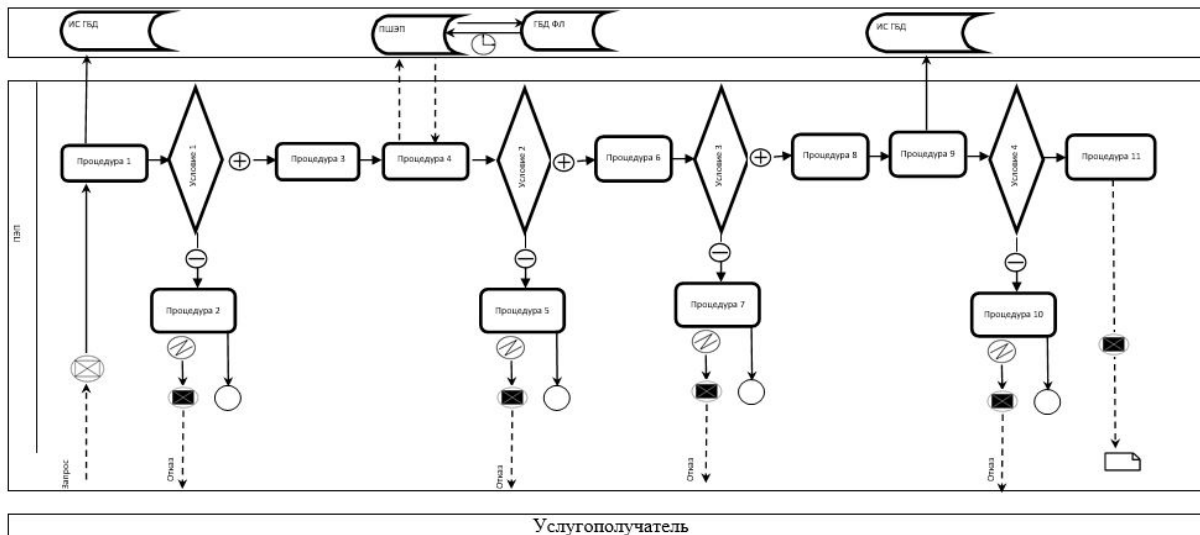 ИС ГБД
ПШЭП
ГБД ФЛ
ИС ГБД
ПЭП
Процедура 1
Условие 1
Процедура 3
Процедура 4
Условие 2
Процедура 6
Условие 3
Процедура 8
Процедура 9
Условие 4
Процедура 11
Процедура 2
Процедура 5
Процедура 7
Процедура 10
Запрос
Отказ
Отказ
Отказ
Отказ
Услугополучатель